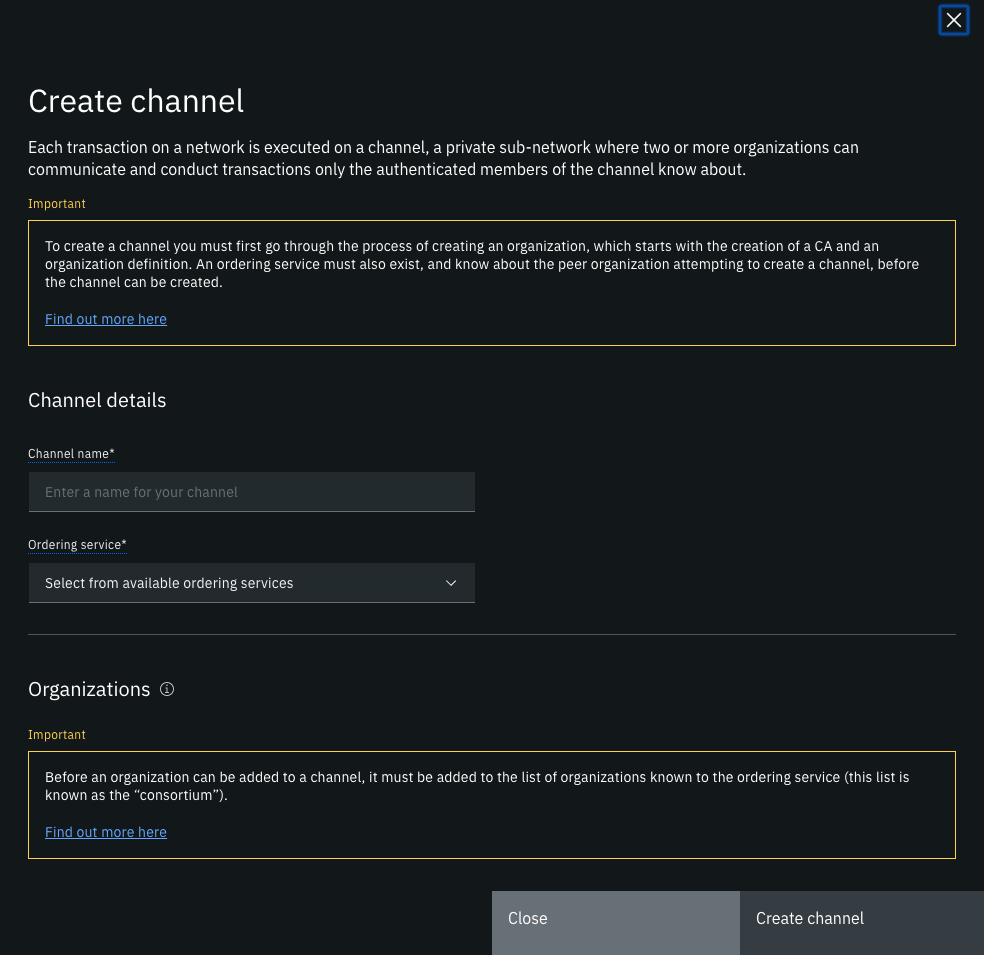 Create channel
Each transaction on a network is executed on a channel, a private sub-network where two or more organizations can
communicate and conduct transactions only the authenticated members of the channel know about.
Important
To create a channel you must first go through the process of creating an organization, which starts with the creation of a CA and an
organization definition. An ordering service must also exist, and know about the peer organization attempting to create a channel, before
the channel can be created.
Find out more here
Channel details
Channel name*
Enter a name for your channel
Ordering service*
Select from available ordering services
Organizations
Important
Before an organization can be added to a channel, it must be added to the list of organizations known to the ordering service (this list is
known as the “consortium”).
Find out more here
Close
Create channel